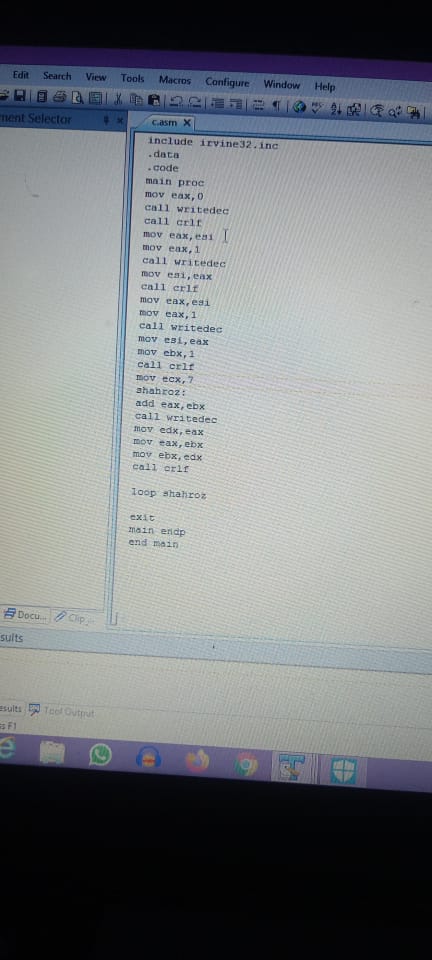 Edit Search View Tools Macros Configure Window Help
ment Selector
c.asm
include irvine32.inc
.data
.code
main proc
mov eax,0
call writedec
call crlf
mov eax,esi
mov eax,1
call writedec
mov esi,eax
call crlf
mov eax,esi
mov eax,1
call writedec
mov esi,eax
mov ebx,1
call crlf
mov ecx,7
shahroz:
add eax,ebx
call writedec
mov edx,eax
mov eax,ebx
mov ebx,edx
call crlf
loop shahroz
exit
main endp
end main
Docu... Clip_...
sults
esults Tool Output
ss F1